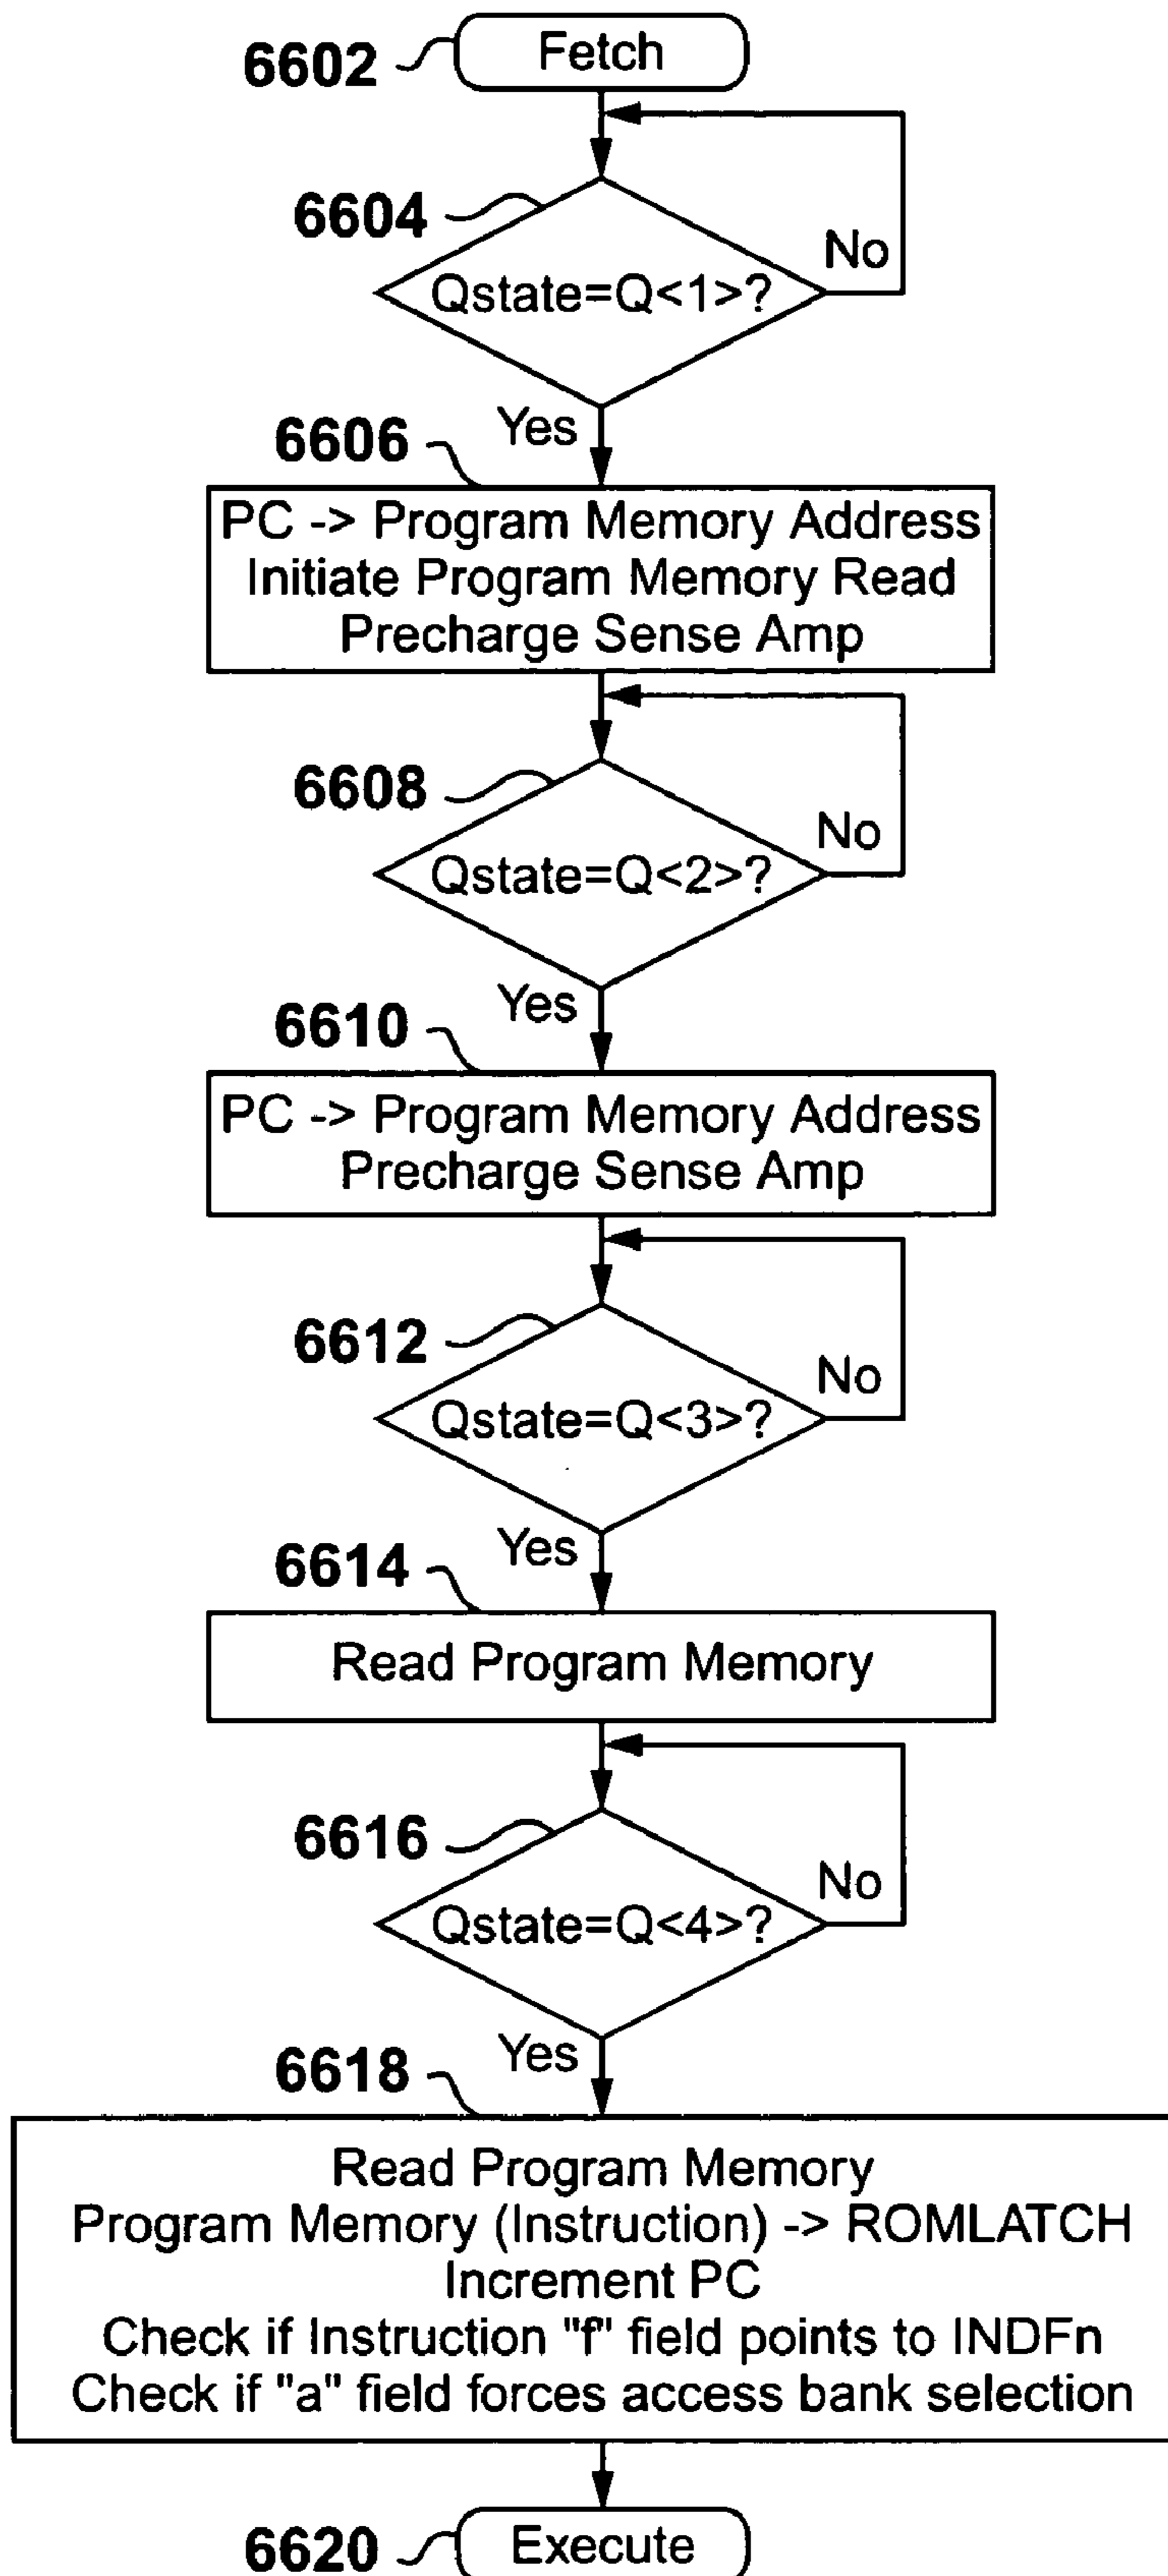 6602
Fetch
6604
Qstate=Q<1>?
No
Yes
6606
PC -> Program Memory Address
Initiate Program Memory Read
Precharge Sense Amp
6608
Qstate=Q<2>?
No
Yes
6610
PC -> Program Memory Address
Precharge Sense Amp
6612
Qstate=Q<3>?
No
Yes
6614
Read Program Memory
6616
Qstate=Q<4>?
No
Yes
6618
Read Program Memory
Program Memory (Instruction) -> ROMLATCH
Increment PC
Check if Instruction "f" field points to INDFn
Check if "a" field forces access bank selection
6620
Execute